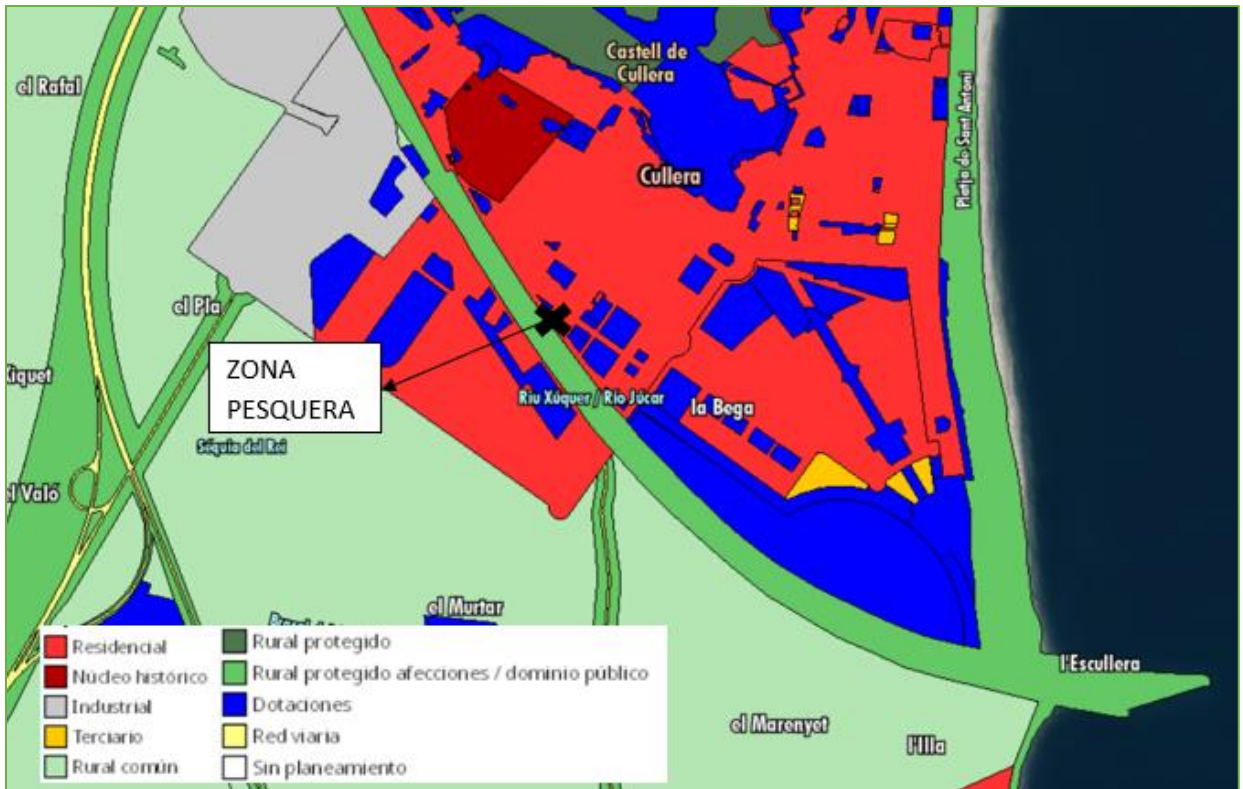 Castell de
Cullera
el Rafal
Platja de Sant Antoni
Cullera
el Pla
ZONA
PESQUERA
Riu Xúquer / Río Júcar
la Bega
Séquia del Rei
el Murtar
l'Escullera
el Marenyet
l'Illa
Residencial
Núcleo histórico
Industrial
Terciario
Rural común
Rural protegido
Rural protegido afecciones / dominio público
Dotaciones
Red viaria
Sin planeamiento